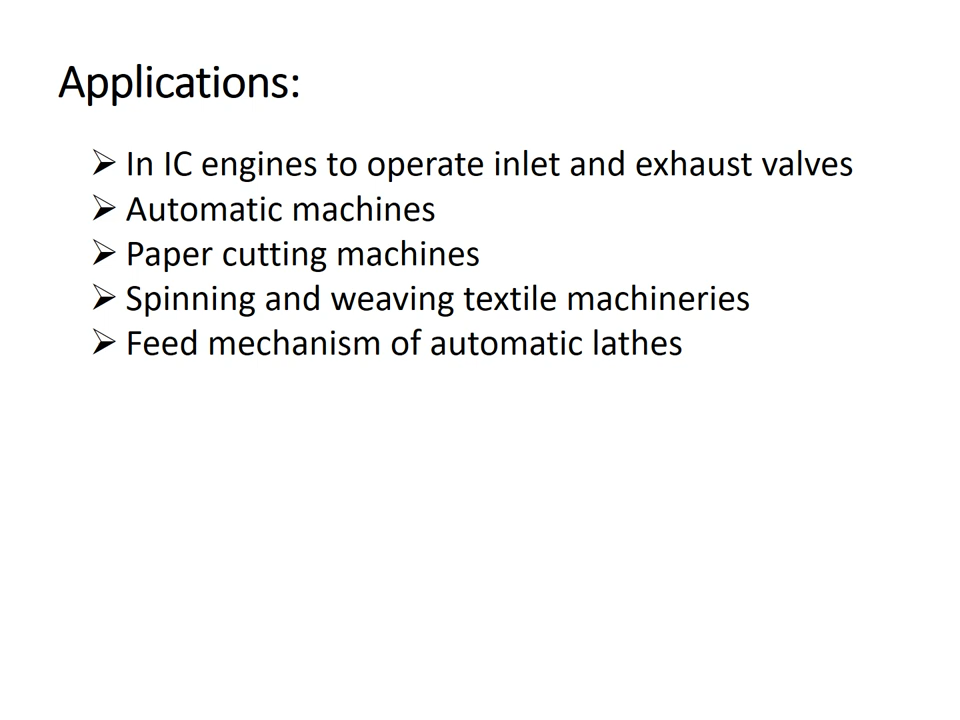 Applications:
➢ In IC engines to operate inlet and exhaust valves
➢ Automatic machines
➢ Paper cutting machines
➢ Spinning and weaving textile machineries
➢ Feed mechanism of automatic lathes